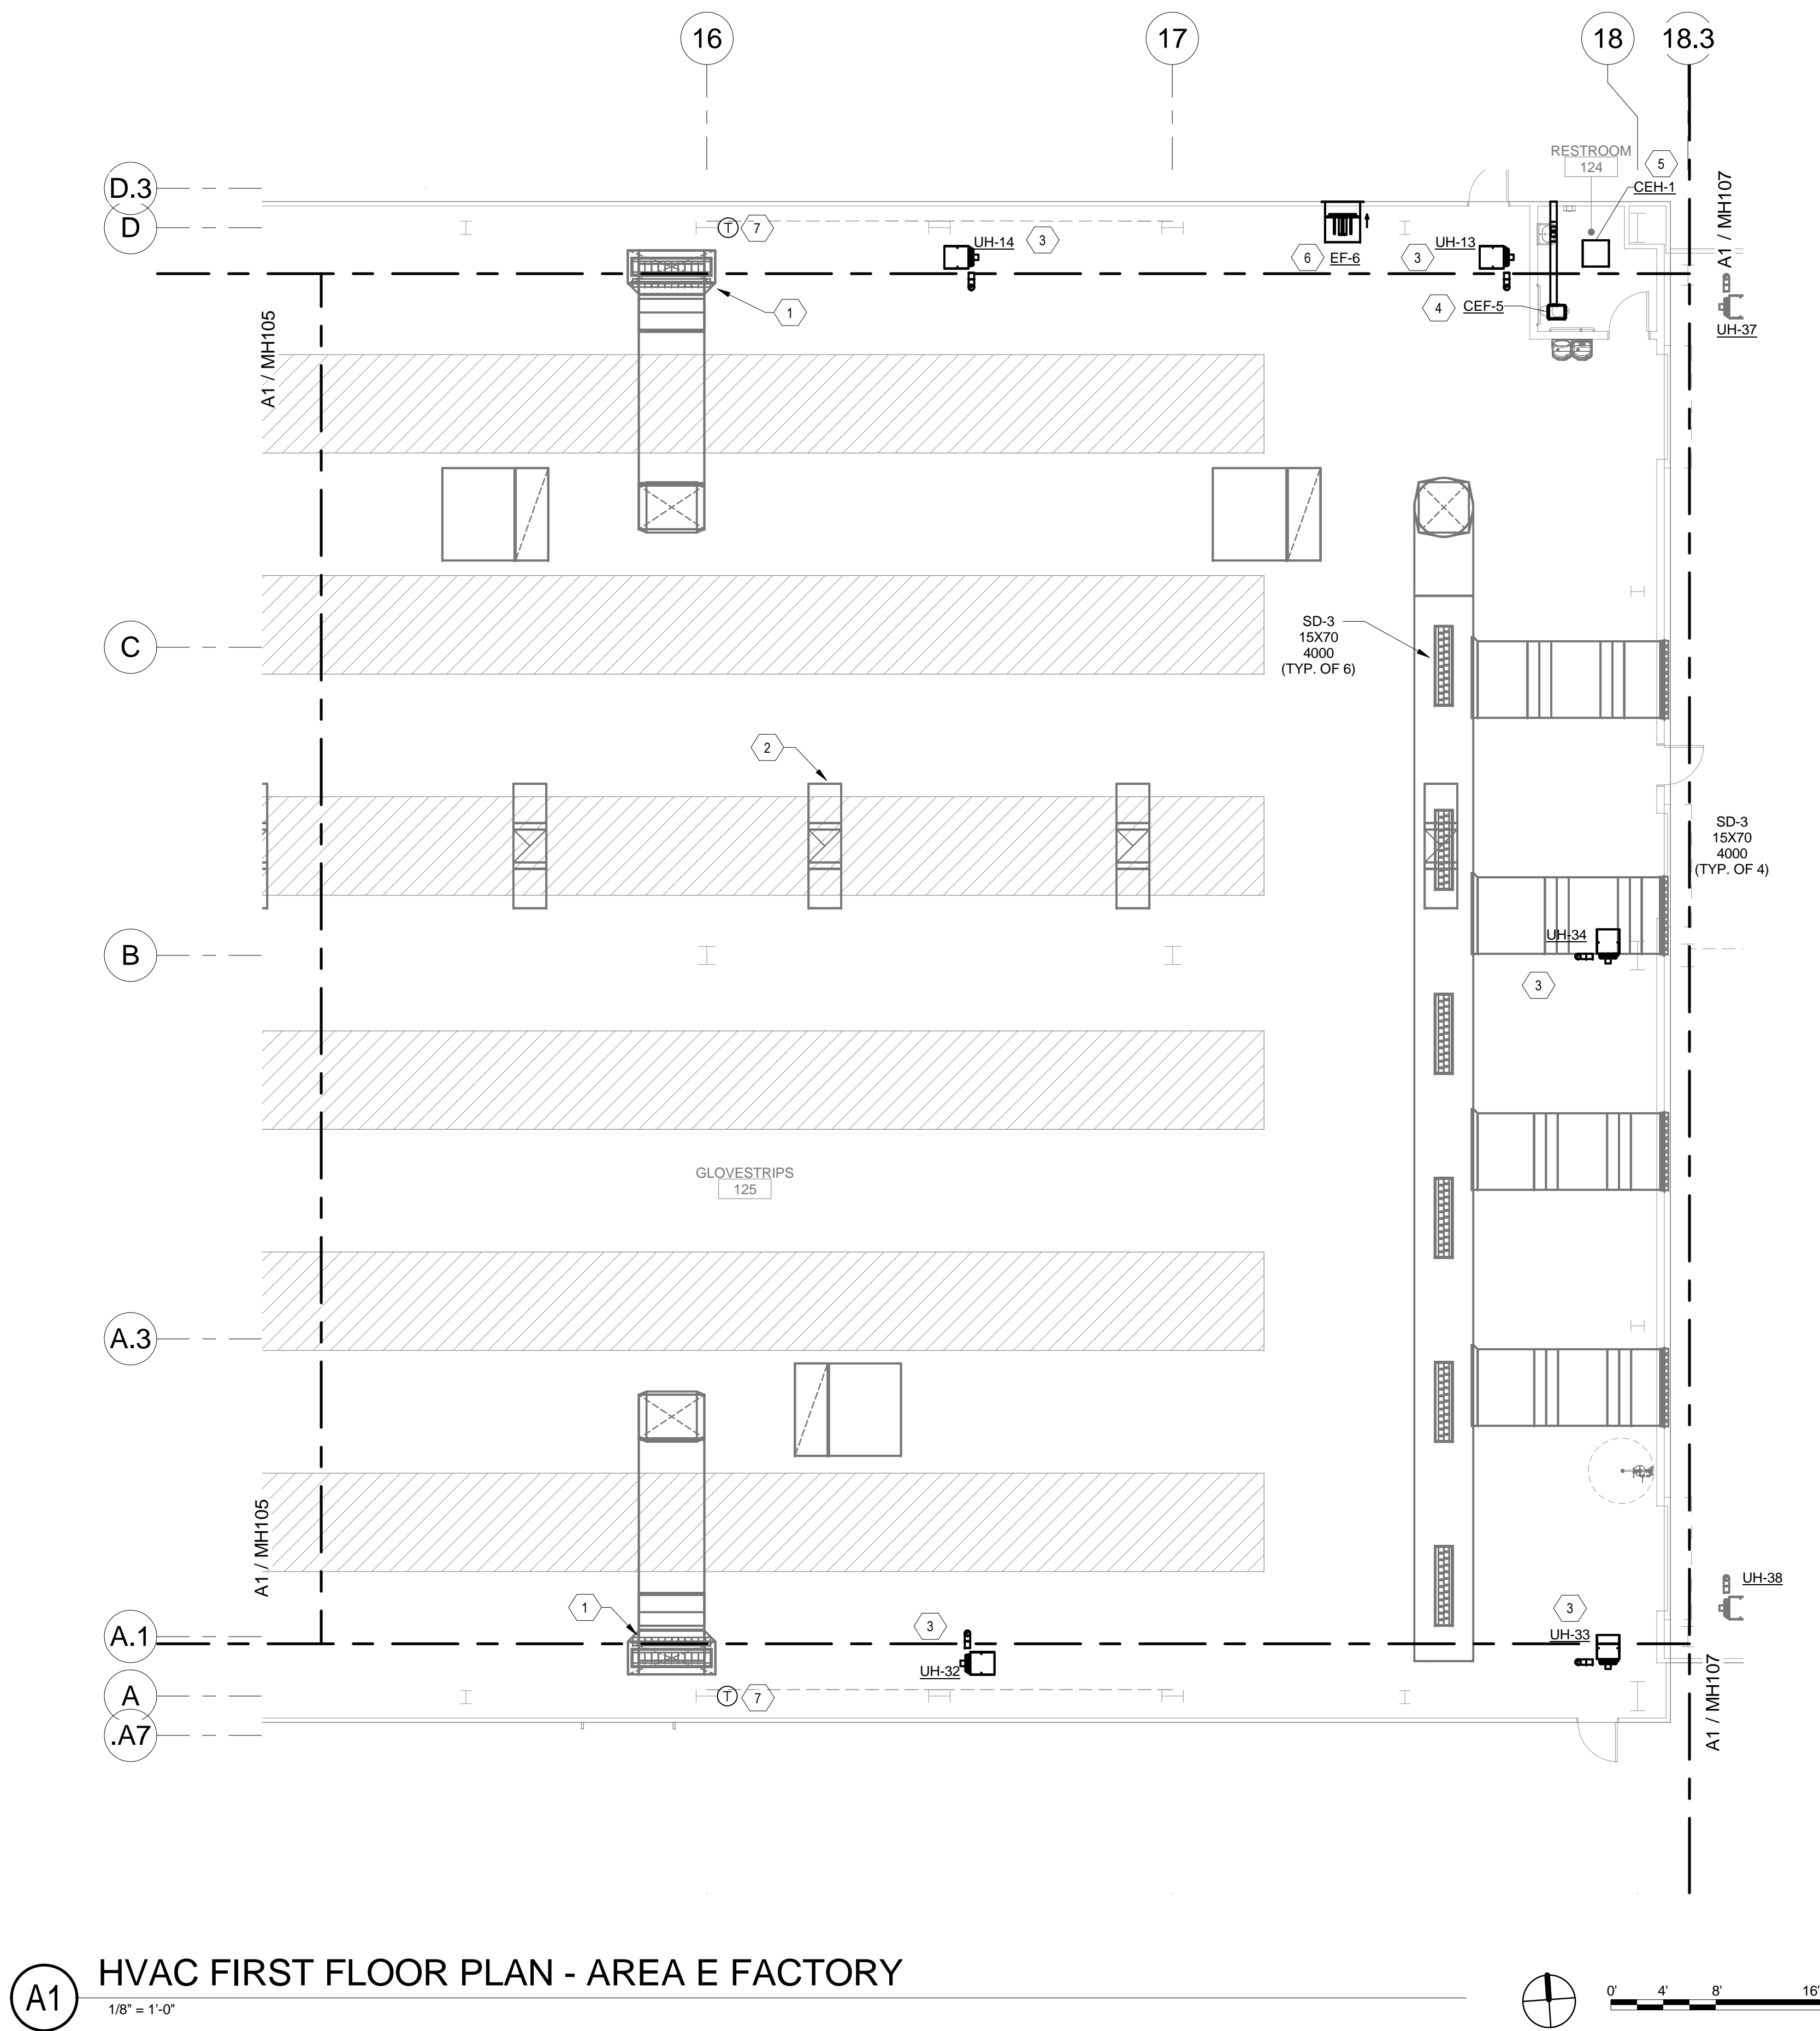 16
17
18
18.3
D.3
D
RESTROOM
124
5
CEH-1
A1 / MH107
T
7
UH-14
3
6
EF-6
3
UH-13
4
CEF-5
1
UH-37
A1 / MH105
C
SD-3
15X70
4000
(TYP. OF 6)
2
SD-3
15X70
4000
(TYP. OF 4)
B
UH-34
3
GLOVESTRIPS
125
A.3
A1 / MH105
1
3
3
UH-38
A.1
UH-33
UH-32
A
T
7
.A7
A1 / MH107
A1
HVAC FIRST FLOOR PLAN - AREA E FACTORY
1/8" = 1'-0"
0'
4'
8'
16'